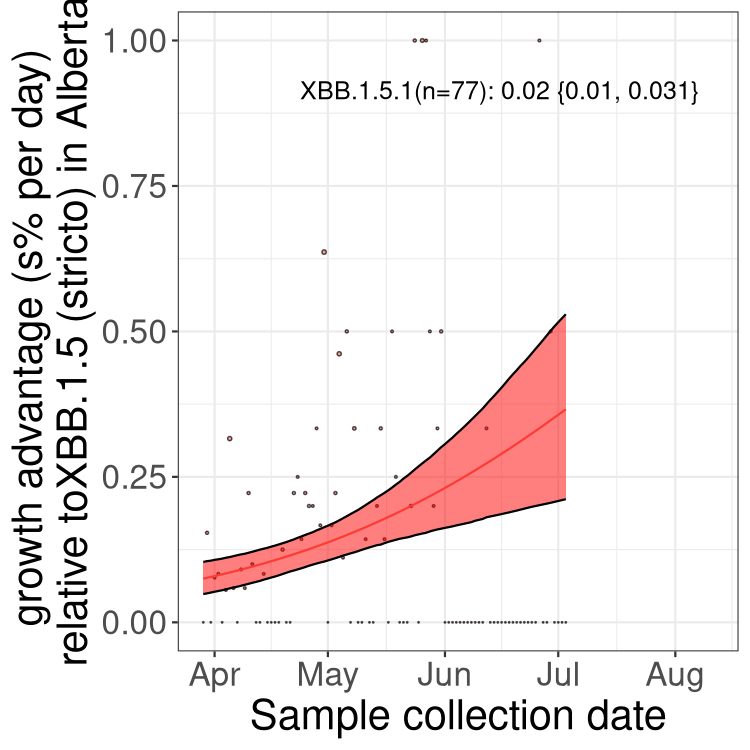 growth advantage (s% per day)
relative toXBB.1.5 (stricto) in Alberta
1.00
0.75
0.50
0.25
0.00
XBB.1.5.1(n=77): 0.02 {0.01, 0.031}
Apr May Jun Jul Aug
Sample collection date